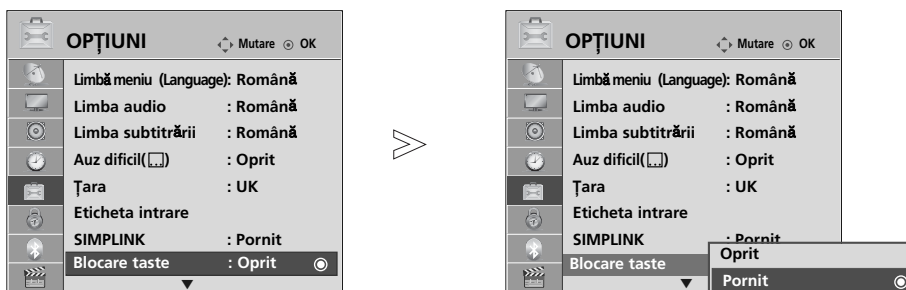 OPȚIUNI Mutare OK
Limbă meniu (Language): Română
Limba audio : Română
Limba subtitrării : Română
Auz dificil( ) : Oprit
Țara : UK
Eticheta intrare
SIMPLINK : Pornit
Blocare taste : Oprit
OPȚIUNI Mutare OK
Limbă meniu (Language): Română
Limba audio : Română
Limba subtitrării : Română
Auz dificil( ) : Oprit
Țara : UK
Eticheta intrare
SIMPLINK : Pornit
Blocare taste
Oprit
Pornit